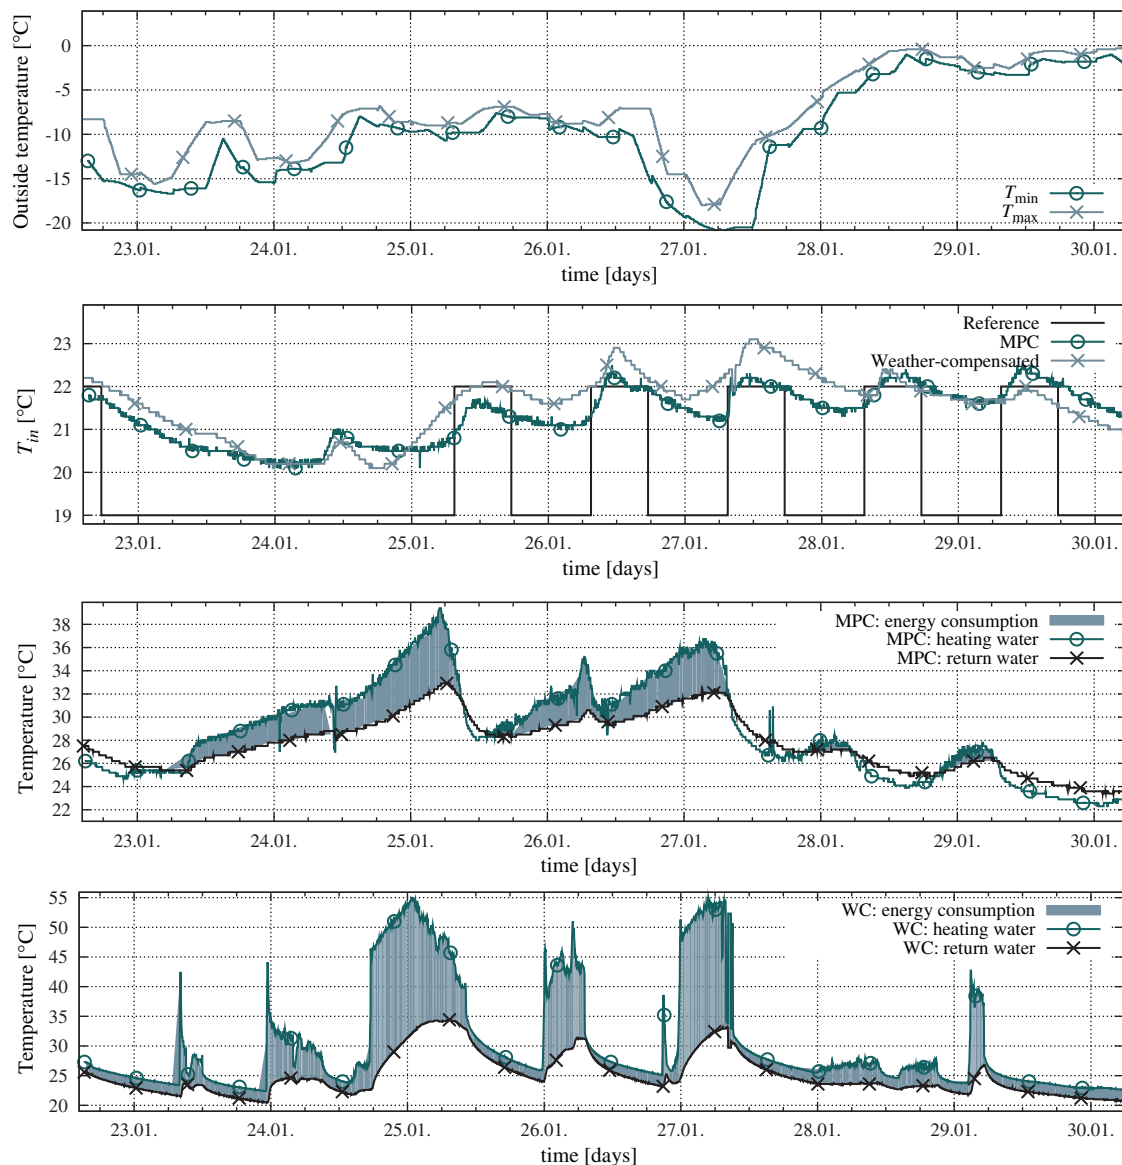 Outside temperature [°C]
0
-5
-10
-15
-20
T_min
T_max
23.01. 24.01. 25.01. 26.01. 27.01. 28.01. 29.01. 30.01.
time [days]
T_in [°C]
23
22
21
20
19
Reference
MPC
Weather-compensated
23.01. 24.01. 25.01. 26.01. 27.01. 28.01. 29.01. 30.01.
time [days]
Temperature [°C]
38
36
34
32
30
28
26
24
22
MPC: energy consumption
MPC: heating water
MPC: return water
23.01. 24.01. 25.01. 26.01. 27.01. 28.01. 29.01. 30.01.
time [days]
Temperature [°C]
55
50
45
40
35
30
25
20
WC: energy consumption
WC: heating water
WC: return water
23.01. 24.01. 25.01. 26.01. 27.01. 28.01. 29.01. 30.01.
time [days]